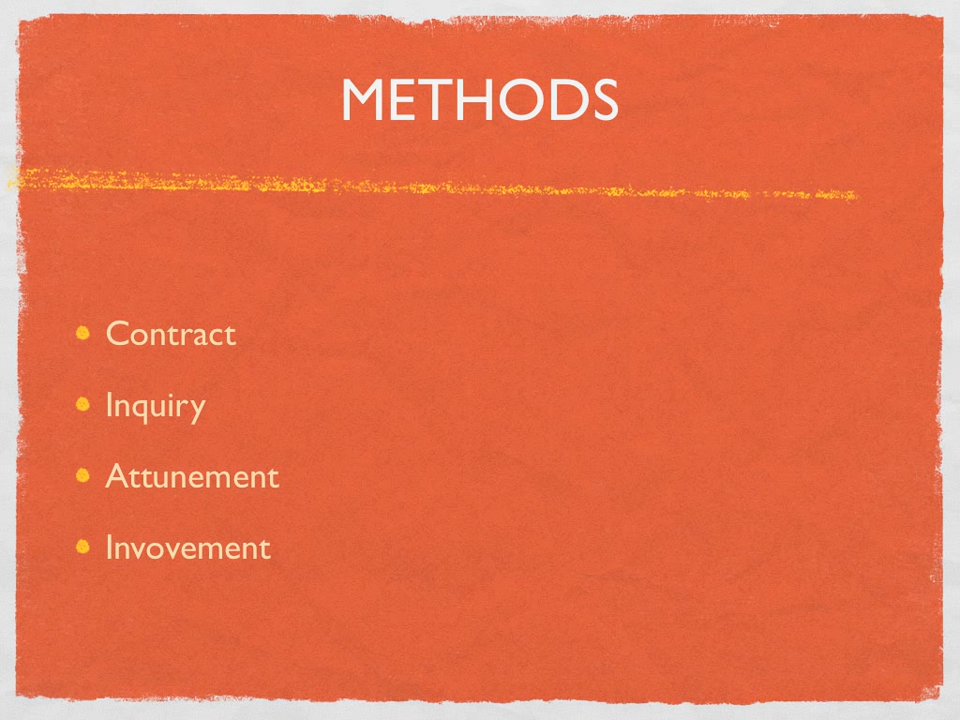 METHODS
Contract
Inquiry
Attunement
Invovement